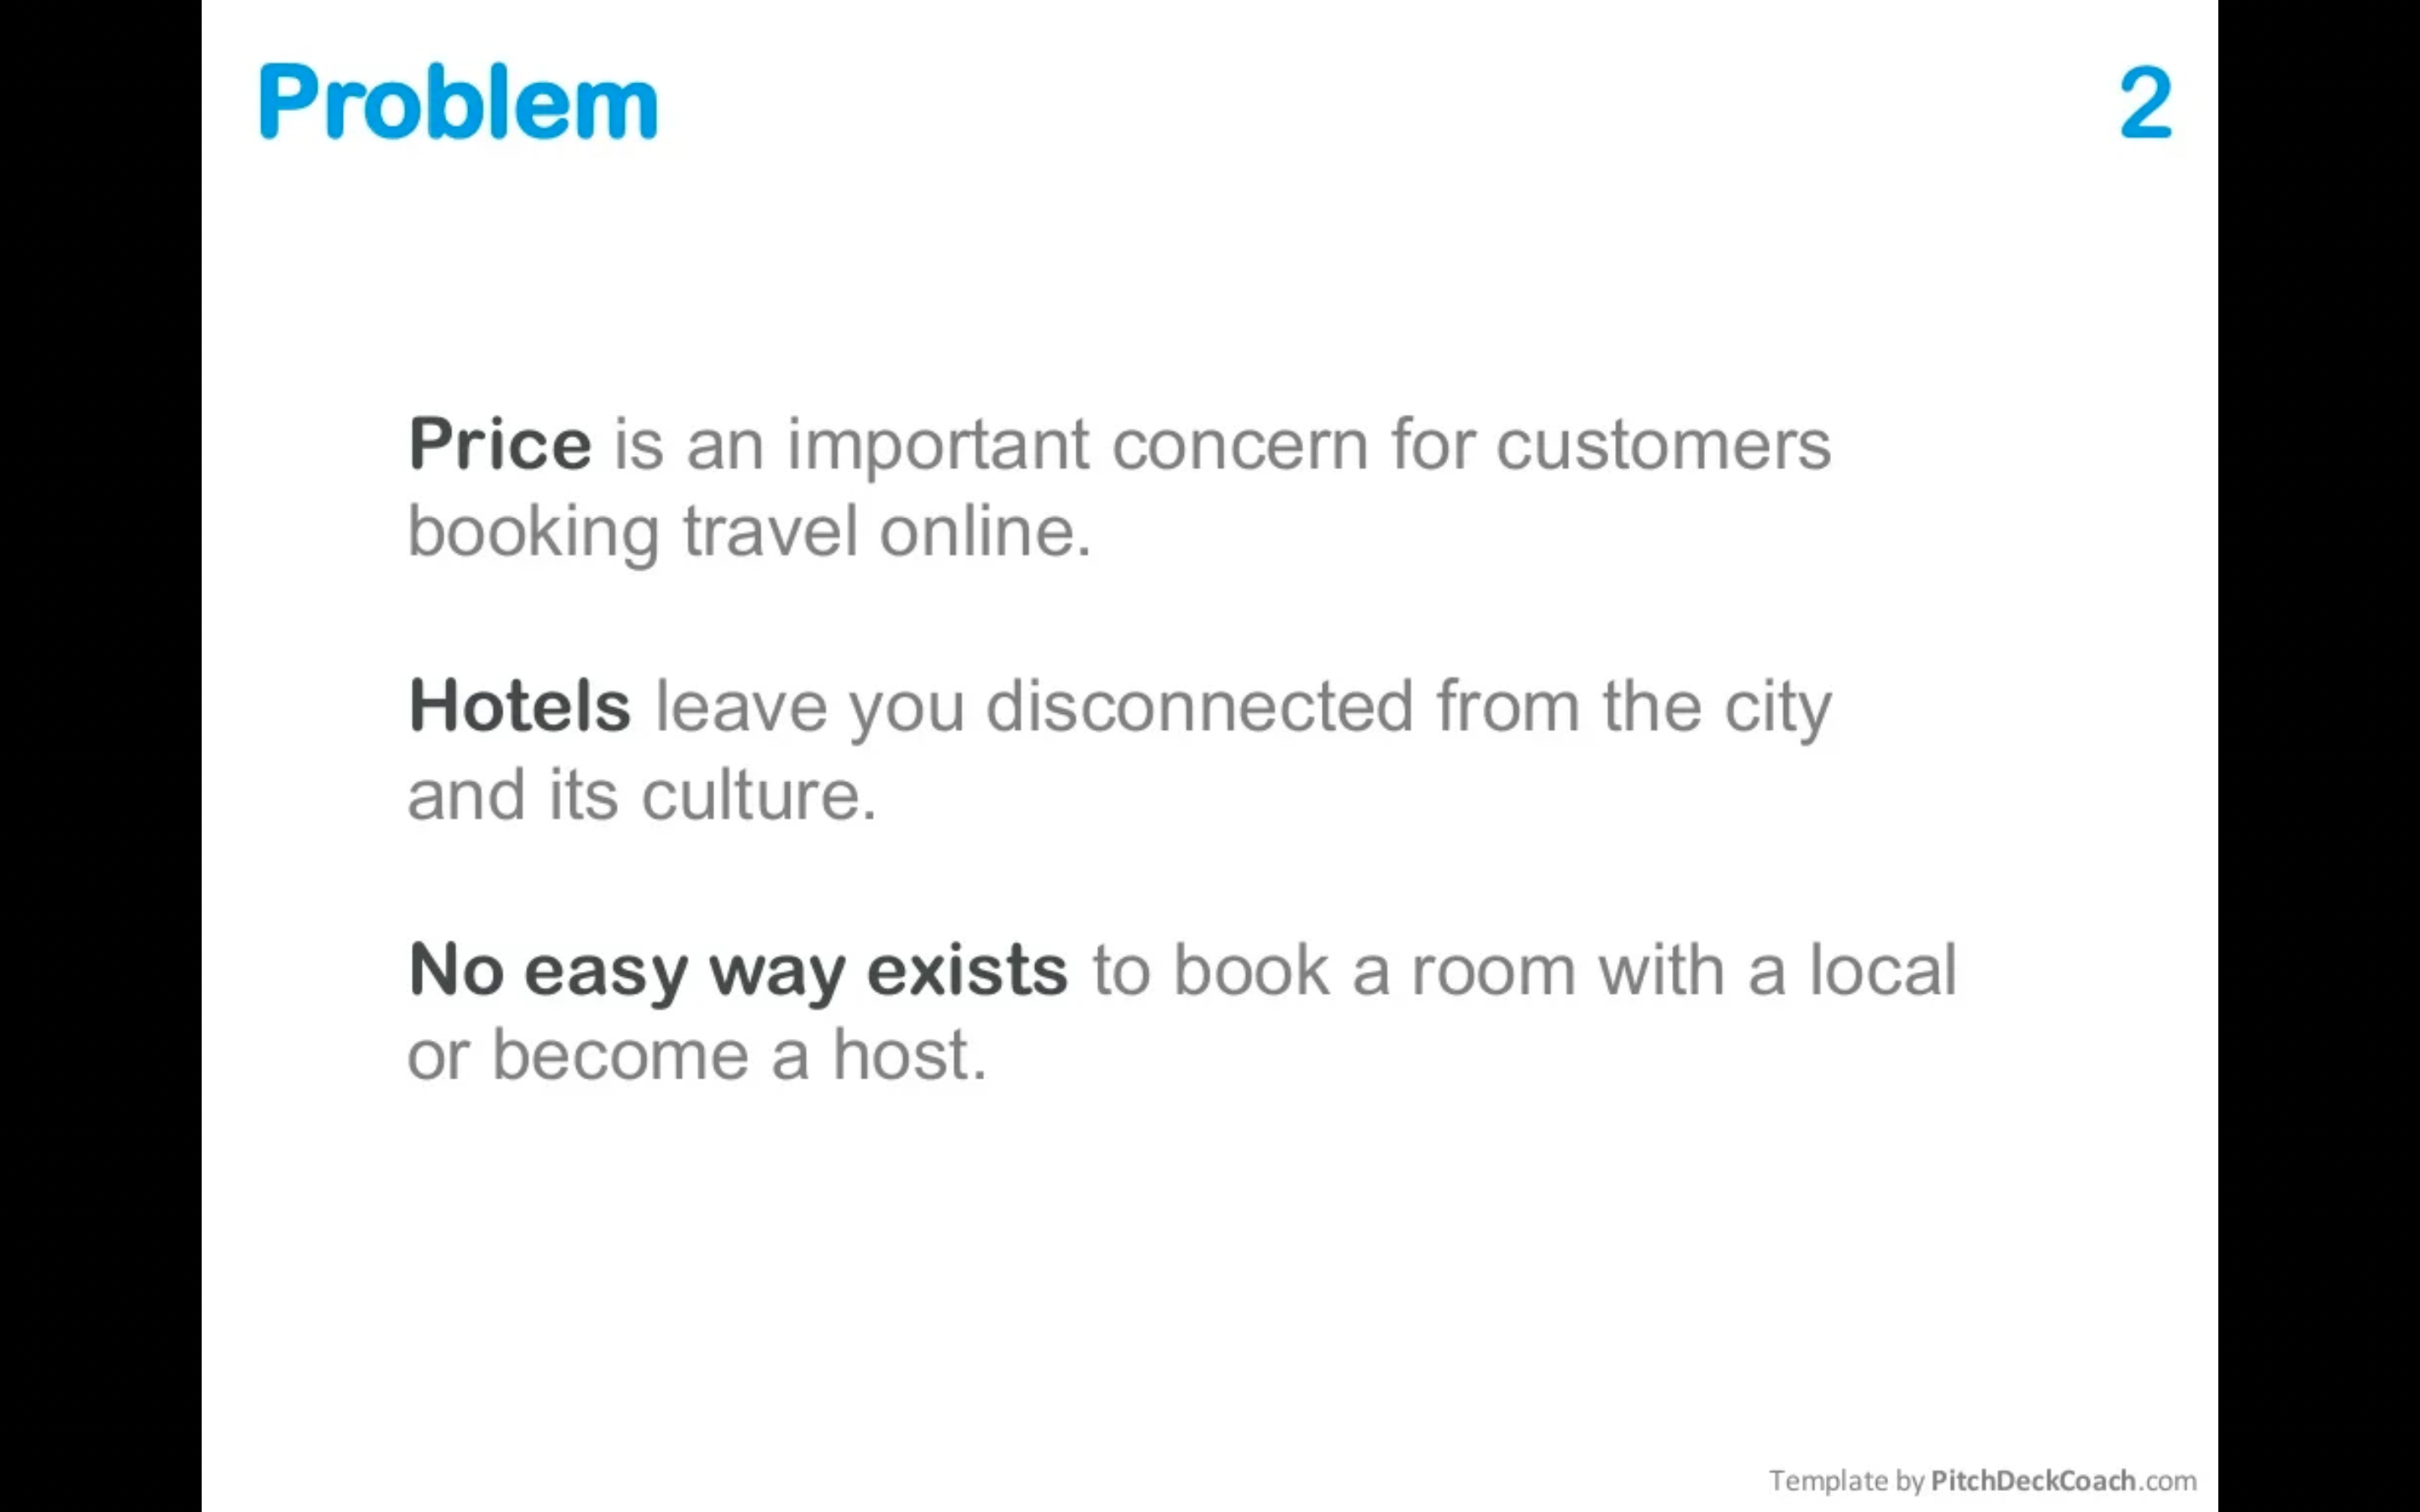 Problem
2
Price is an important concern for customers
booking travel online.
Hotels leave you disconnected from the city
and its culture.
No easy way exists to book a room with a local
or become a host.
Template by PitchDeckCoach.com